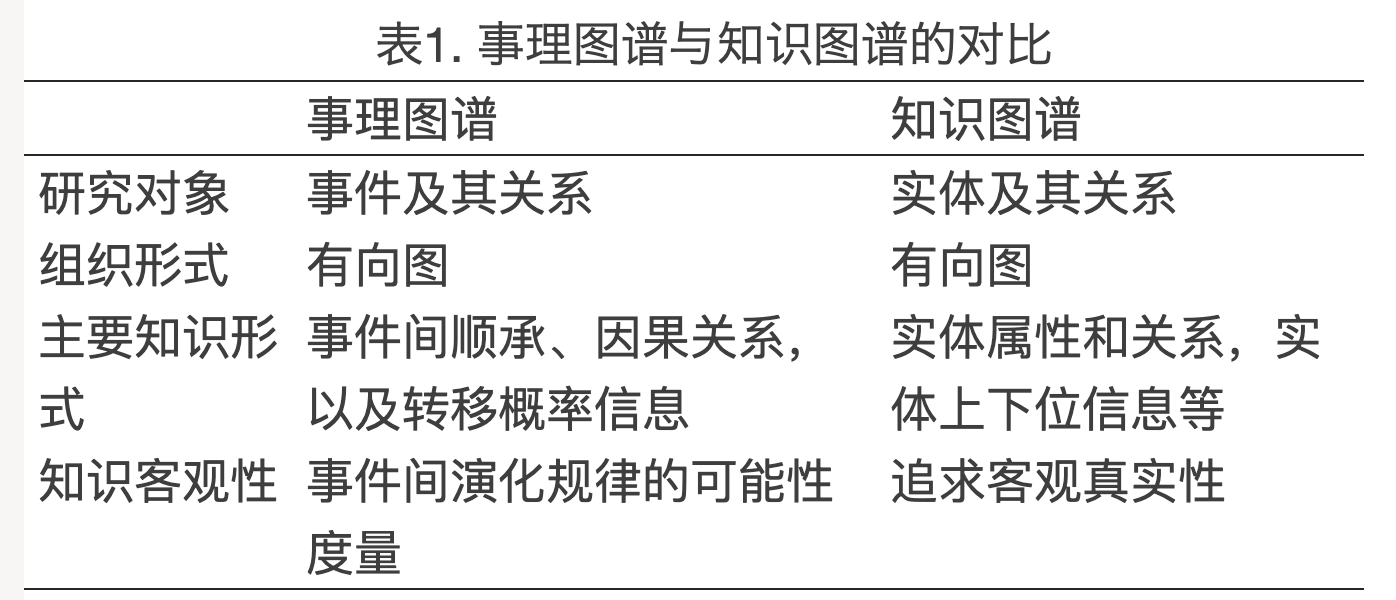 表1. 事理图谱与知识图谱的对比
事理图谱 知识图谱
研究对象 事件及其关系 实体及其关系
组织形式 有向图 有向图
主要知识形 事件间顺承、因果关系， 实体属性和关系，实
式 以及转移概率信息 体上下位信息等
知识客观性 事件间演化规律的可能性 追求客观真实性
度量